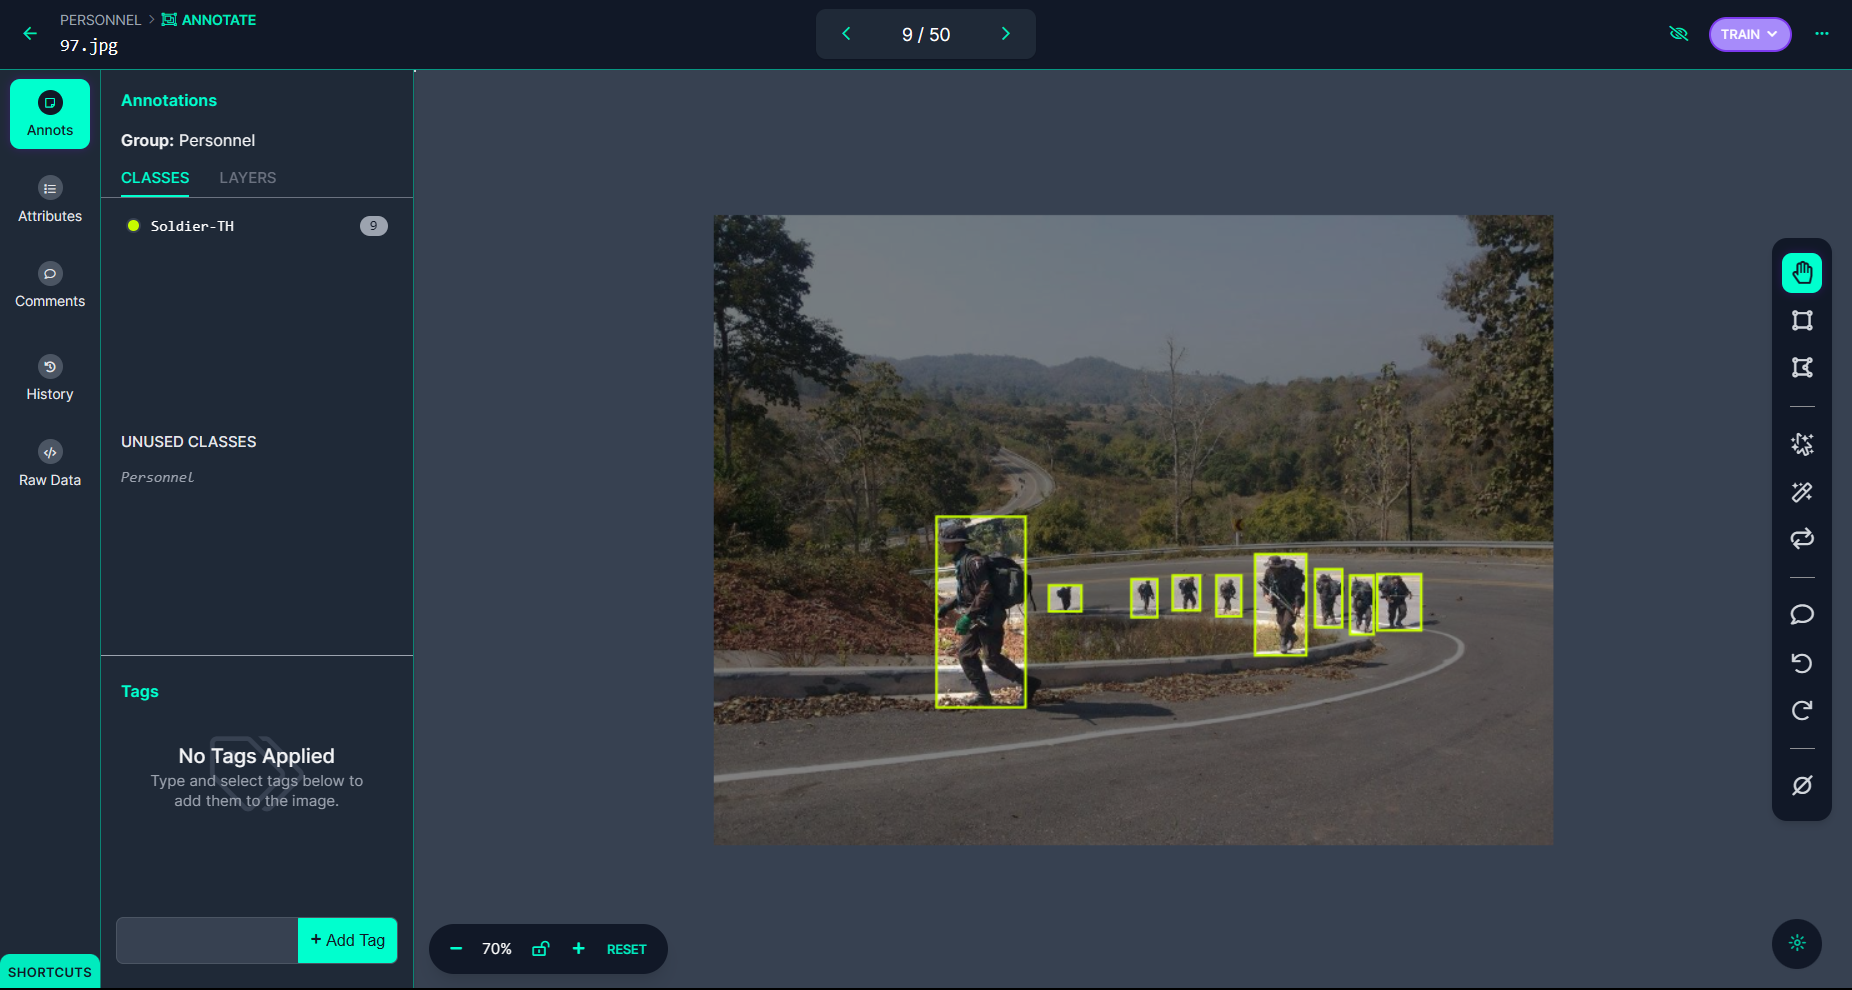 PERSONNEL > ANNOTATE
97.jpg
9 / 50
TRAIN
Annots
Attributes
Comments
History
Raw Data
SHORTCUTS
Annotations
Group: Personnel
CLASSES LAYERS
Soldier-TH 9
UNUSED CLASSES
Personnel
Tags
No Tags Applied
Type and select tags below to
add them to the image.
+ Add Tag
70%
RESET